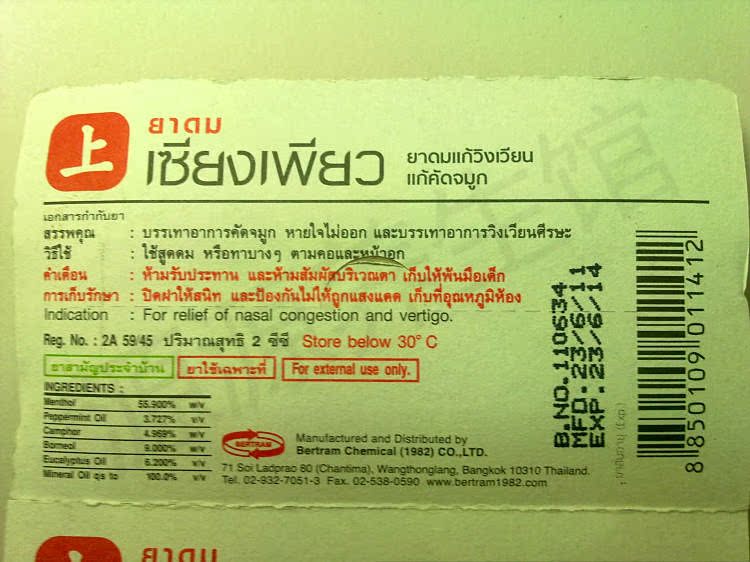 上
ยาดม
เซียงเพียว
ยาดมแก้วิงเวียน
แก้คัดจมูก
เอกสารกำกับยา
สรรพคุณ : บรรเทาอาการคัดจมูก หายใจไม่ออก และบรรเทาอาการวิงเวียนศีรษะ
วิธีใช้ : ใช้สูดดม หรือทาบางๆ ตามคอและหน้าอก
คำเตือน : ห้ามรับประทาน และห้ามสัมผัสบริเวณตา เก็บให้พ้นมือเด็ก
การเก็บรักษา : ปิดฝาให้สนิท และป้องกันไม่ให้ถูกแสงแดด เก็บที่อุณหภูมิห้อง
Indication : For relief of nasal congestion and vertigo.
Reg. No. : 2A 59/45 ปริมาณสุทธิ 2 ซีซี Store below 30° C
ยาสามัญประจำบ้าน ยาใช้เฉพาะที่ For external use only.
INGREDIENTS :
Menthol 55.900% w/v
Peppermint Oil 3.727% v/v
Camphor 4.969% w/v
Borneol 9.000% w/v
Eucalyptus Oil 6.200% v/v
Mineral Oil qs to 100.0% v/v
BERTRAM
Manufactured and Distributed by
Bertram Chemical (1982) CO.,LTD.
71 Soi Ladprao 80 (Chantima), Wangthonglang, Bangkok 10310 Thailand.
Tel. 02-932-7051-3 Fax. 02-538-0590 www.bertram1982.com
B.NO.110634
MFD:23/6/11
EXP:23/6/14
(Exp.)
8 850109 011412
上
ยาดม